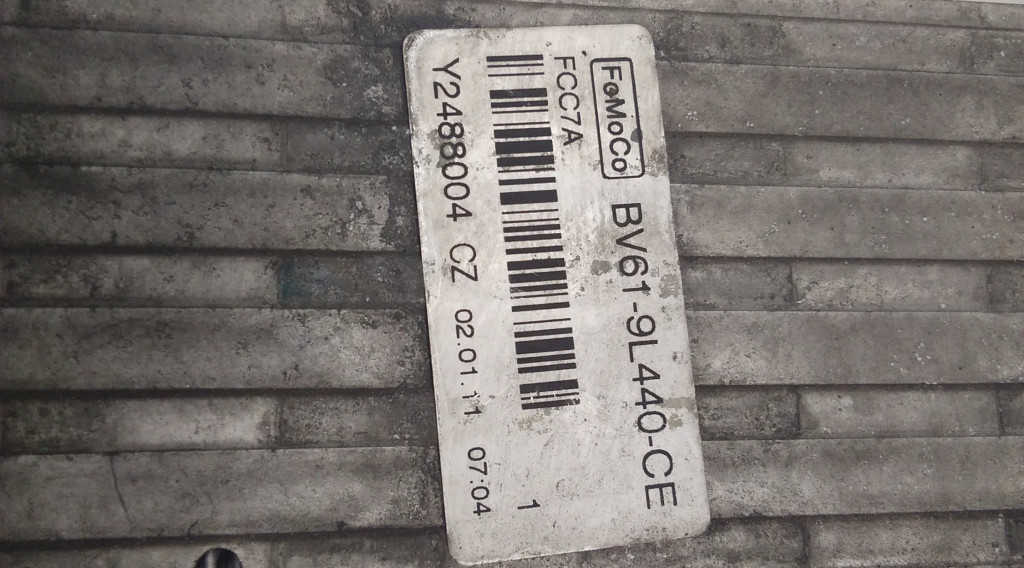 FoMoCo BV61-9L440-CE
FCC7A
1
Y2488004 CZ 02.01.11 07:04